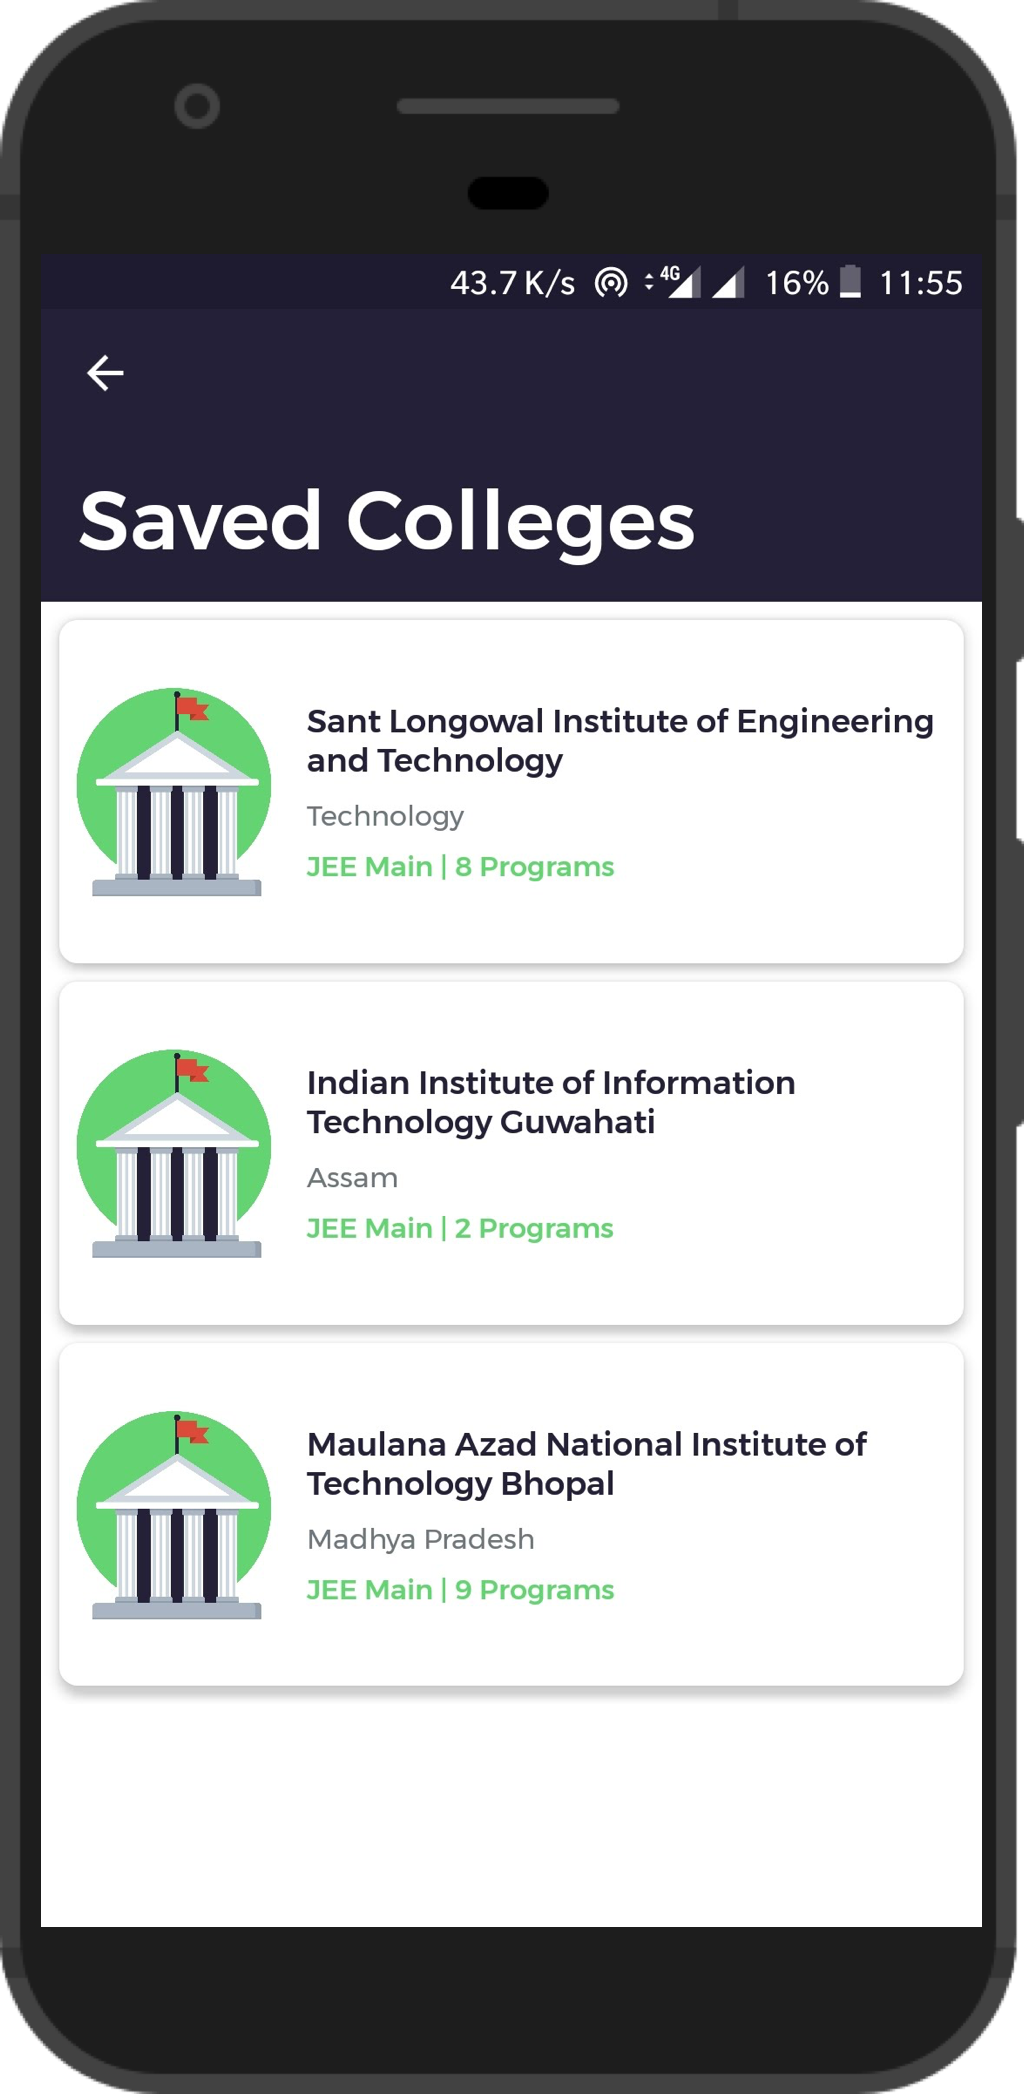 43.7 K/s 4G 16% 11:55
Saved Colleges
Sant Longowal Institute of Engineering
and Technology
Technology
JEE Main | 8 Programs
Indian Institute of Information
Technology Guwahati
Assam
JEE Main | 2 Programs
Maulana Azad National Institute of
Technology Bhopal
Madhya Pradesh
JEE Main | 9 Programs